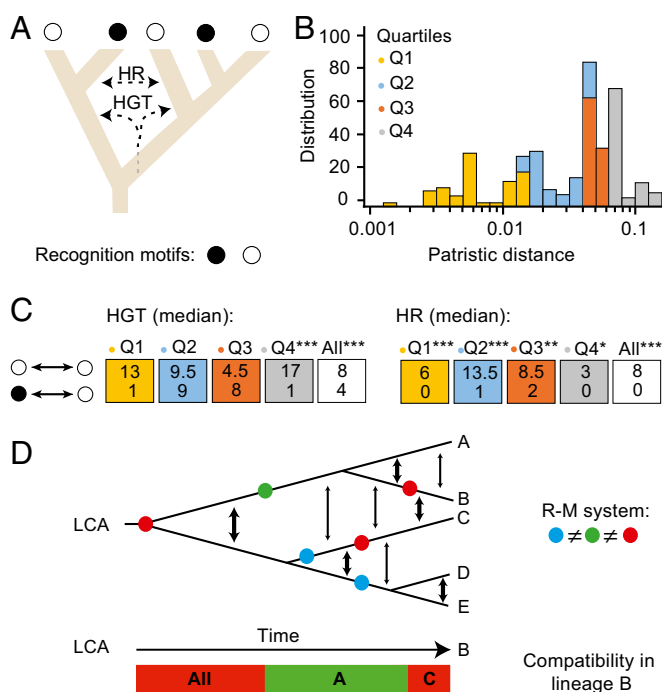 A
HR
HGT
Recognition motifs:
B
Quartiles
Q1
Q2
Q3
Q4
Distribution
100
80
60
40
20
0
0.001
0.01
0.1
Patristic distance
C
HGT (median):
Q1 Q2 Q3 Q4*** All***
13 9.5 4.5 17 8
1 9 8 1 4
HR (median):
Q1*** Q2*** Q3** Q4* All***
6 13.5 8.5 3 8
0 1 2 0 0
D
LCA
A
B
C
D
E
R-M system:
≠ ≠
LCA
Time
B
All
A
C
Compatibility in
lineage B